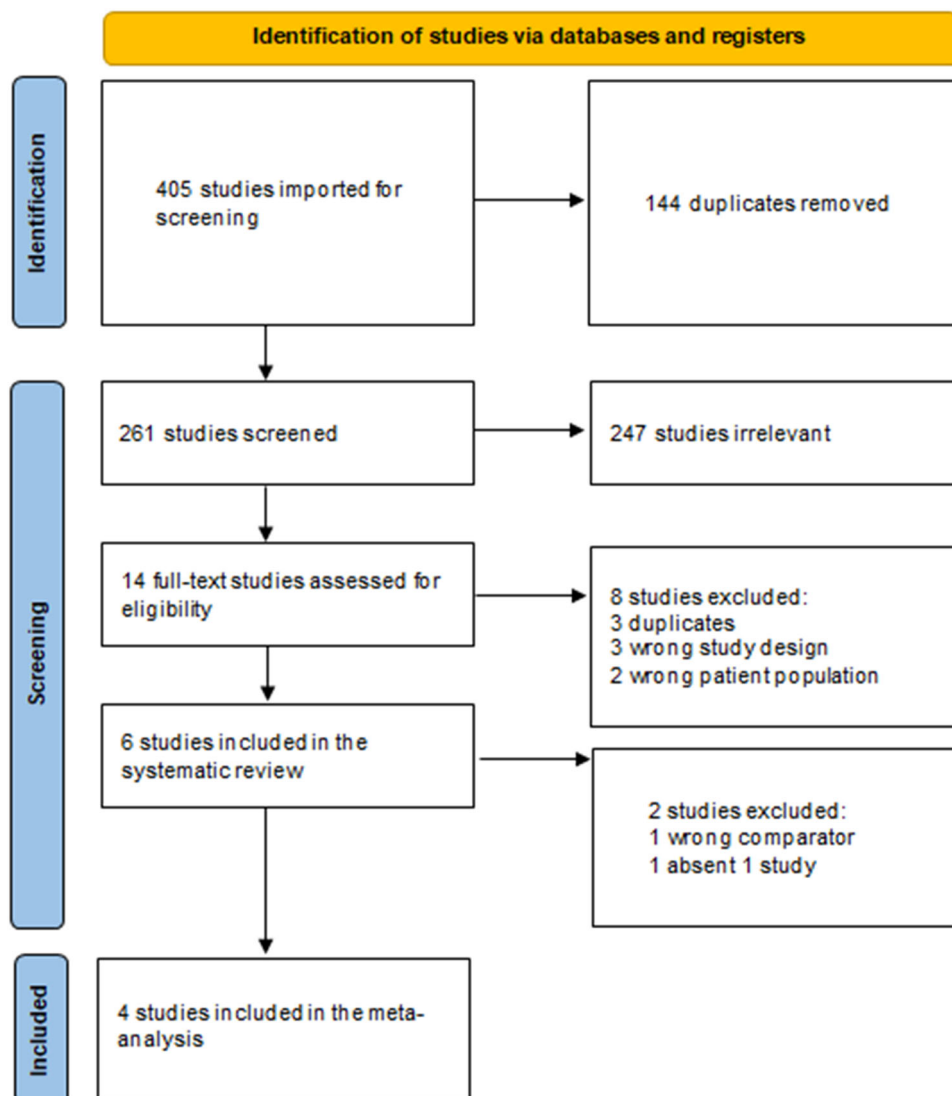 Identification of studies via databases and registers
Identification
405 studies imported for
screening
144 duplicates removed
Screening
261 studies screened
247 studies irrelevant
14 full-text studies assessed for
eligibility
8 studies excluded:
3 duplicates
3 wrong study design
2 wrong patient population
6 studies included in the
systematic review
2 studies excluded:
1 wrong comparator
1 absent 1 study
Included
4 studies included in the meta-
analysis